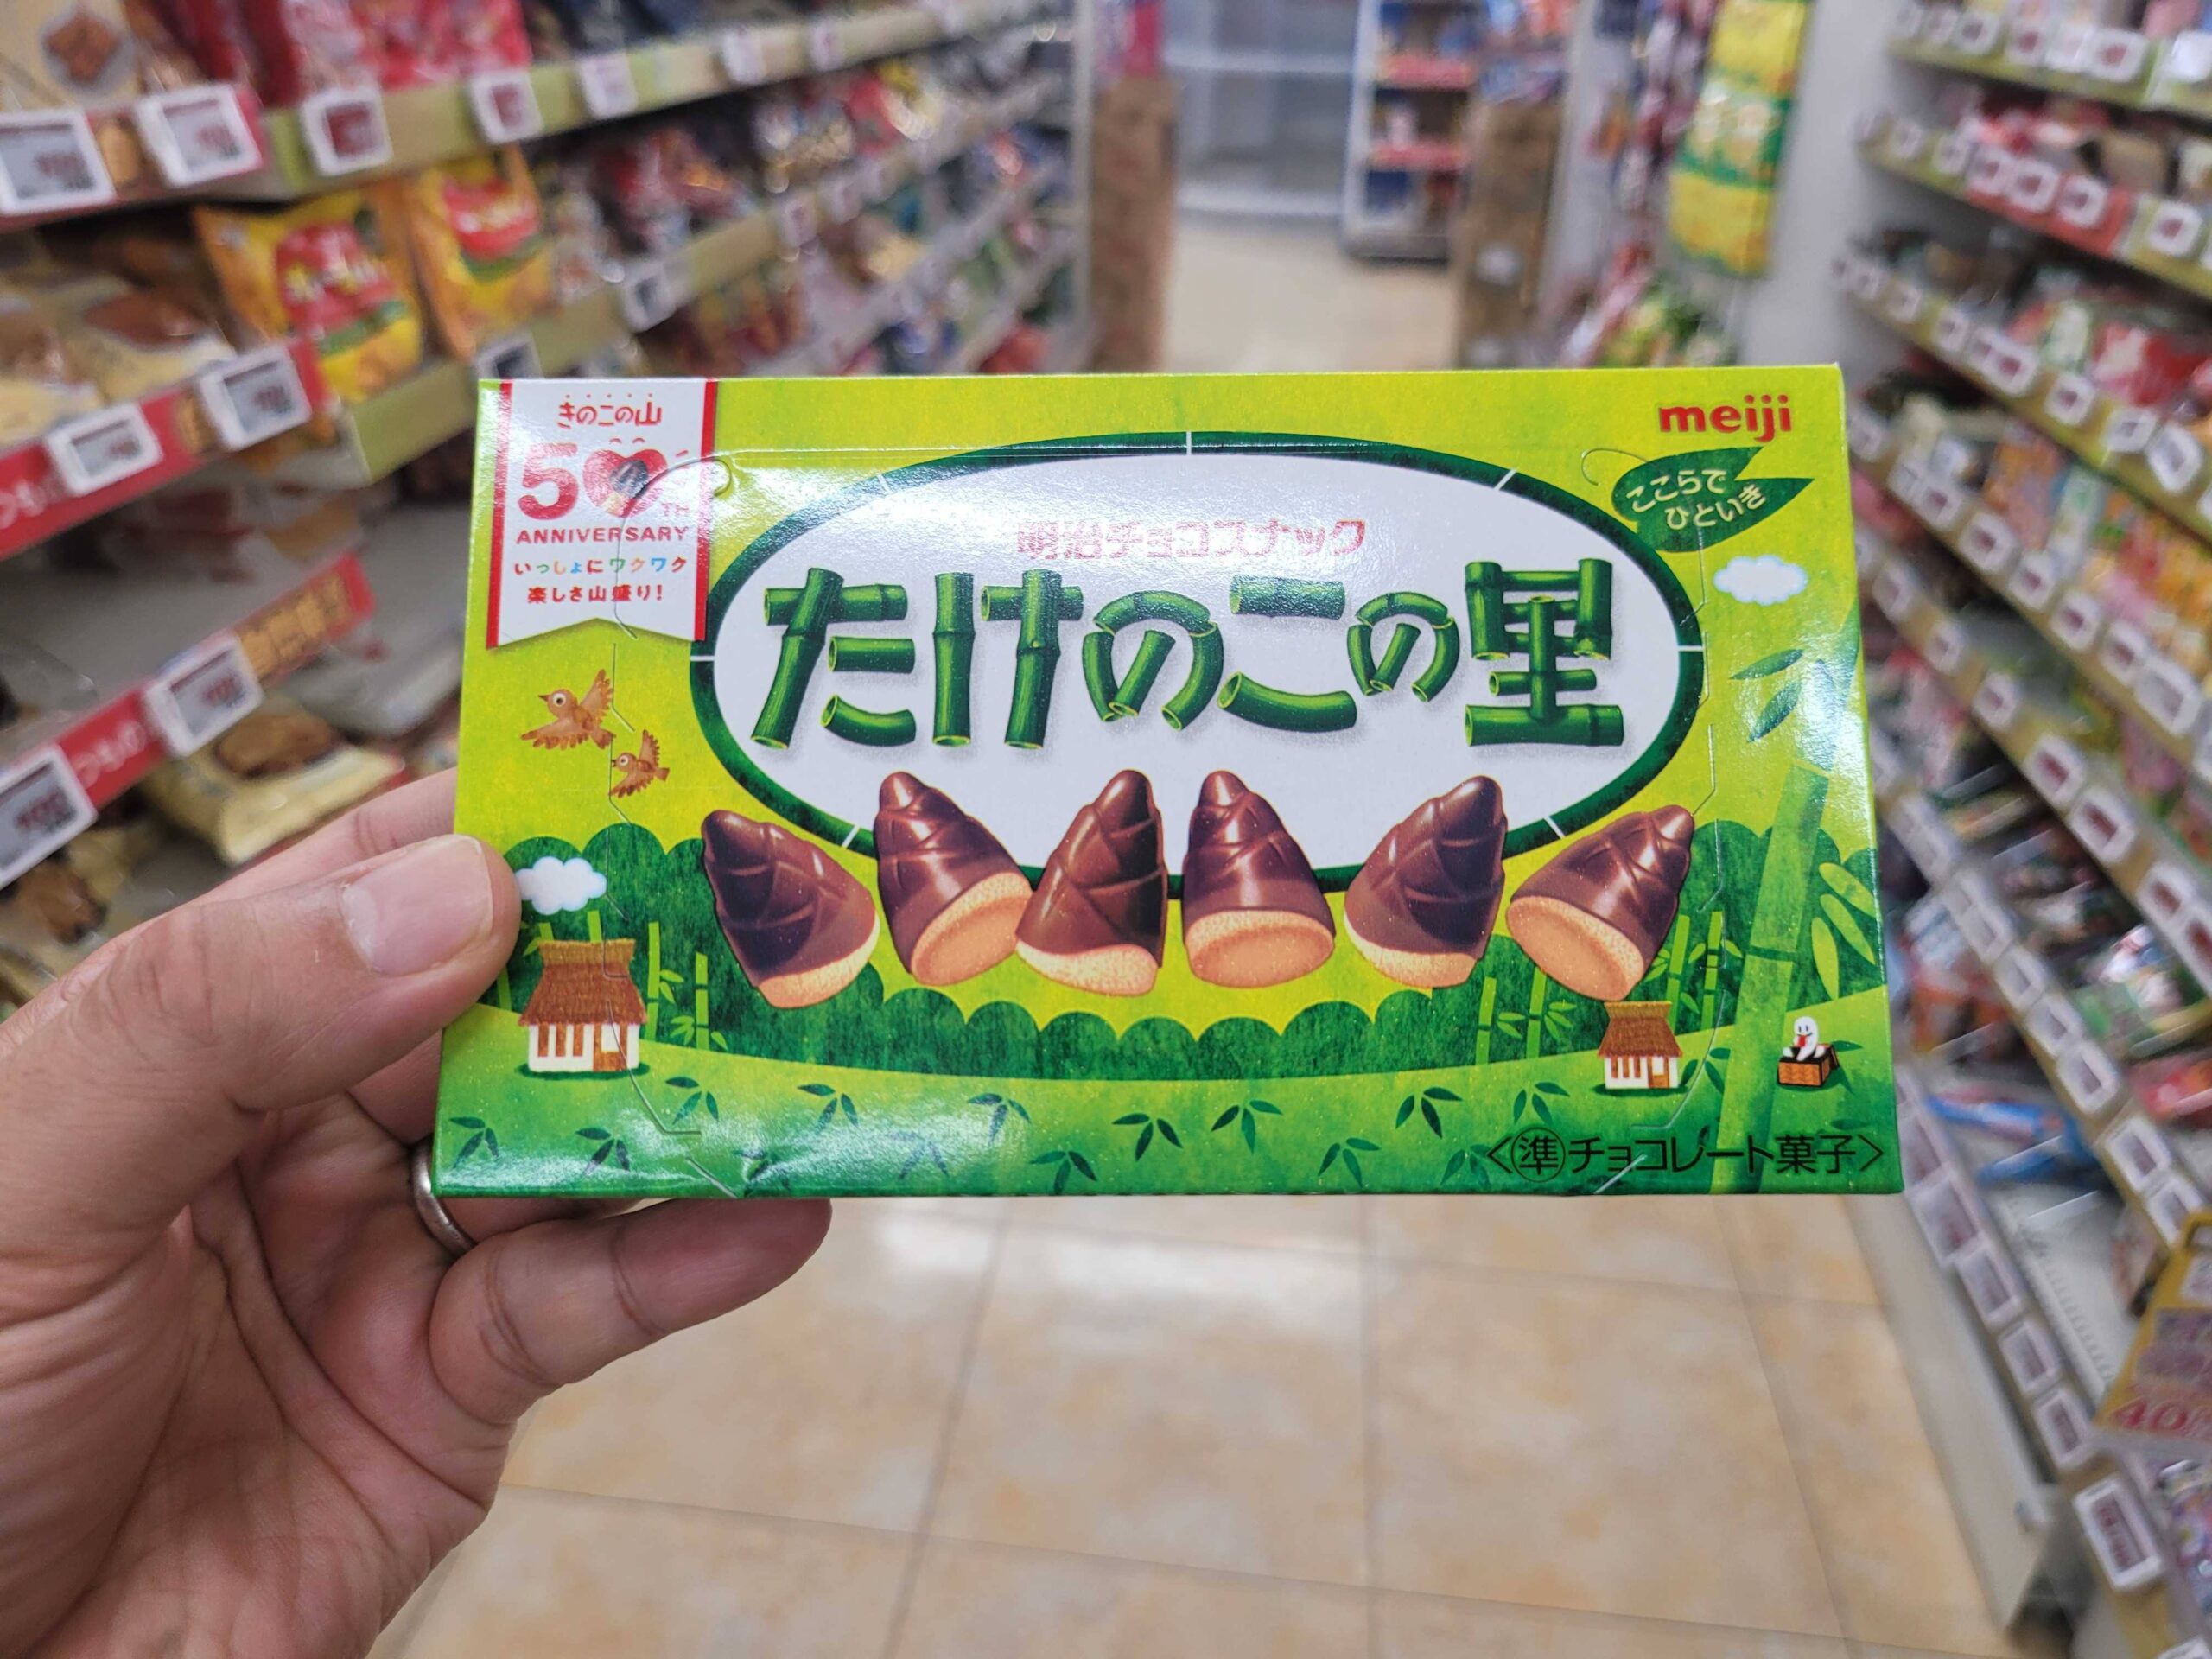 きのこの山
50TH
ANNIVERSARY
いっしょにワクワク
楽しさ山盛り!
meiji
ここらで
ひといき
明治チョコスナック
たけのこの里
<準チョコレート菓子>